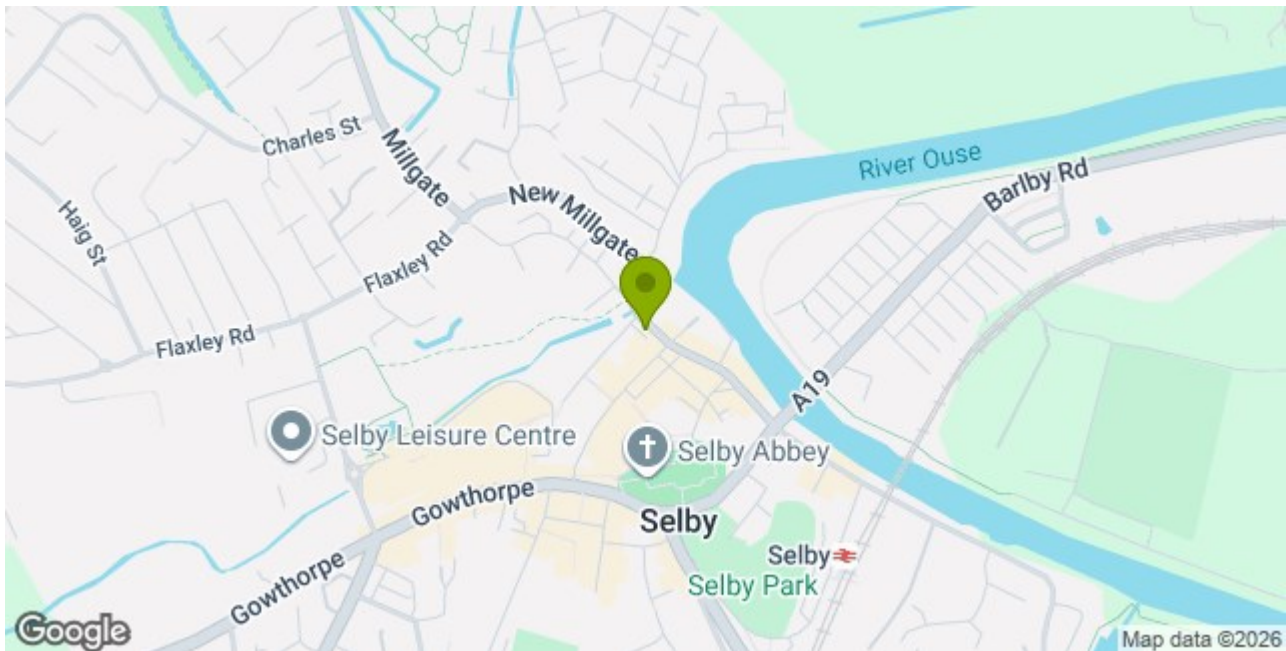 Charles St
Millgate
Haig St
New Millgate
Flaxley Rd
Flaxley Rd
River Ouse
Barlby Rd
A19
Selby Leisure Centre
Selby Abbey
Gowthorpe
Selby
Selby
Selby Park
Gowthorpe
Google
Map data ©2026